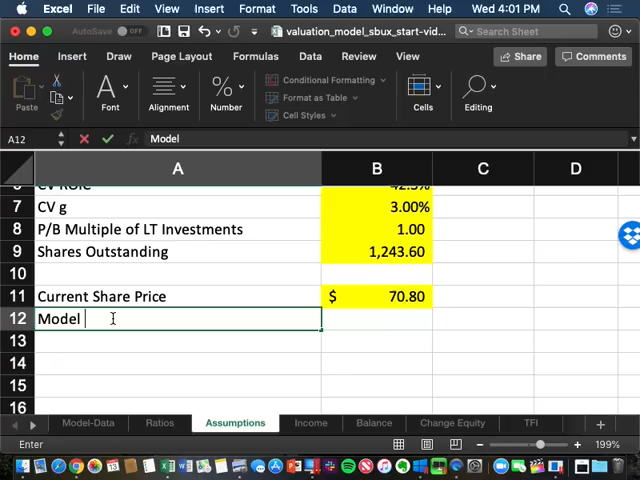 Excel File Edit View Insert Format Tools Data Window Help Wed 4:01 PM
AutoSave OFF valuation_model_sbux_start-vid... Search Sheet
Home Insert Draw Page Layout Formulas Data Review View Share Comments
Paste Font Alignment Number Conditional Formatting Format as Table Cell Styles Cells Editing
A12 fx Model
A B C D
7 CV g 3.00%
8 P/B Multiple of LT Investments 1.00
9 Shares Outstanding 1,243.60
10
11 Current Share Price $ 70.80
12 Model
13
14
15
16
Model-Data Ratios Assumptions Income Balance Change Equity TFI
Enter 199%